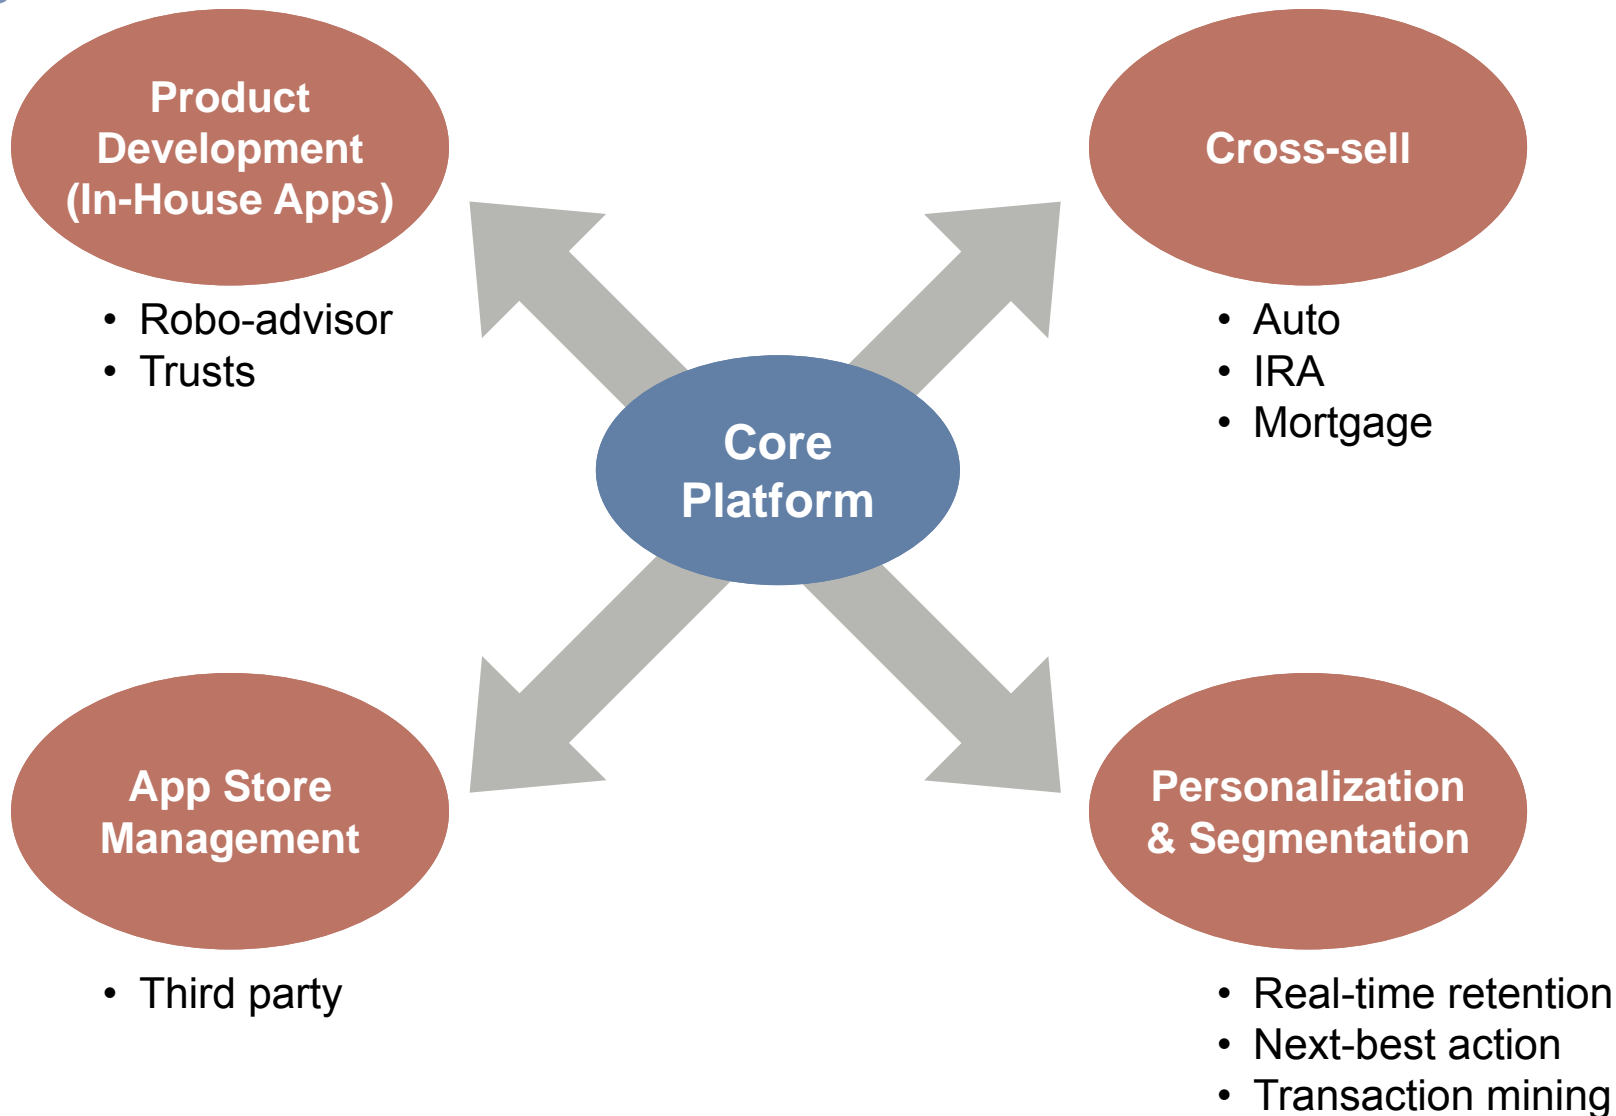 Product
Development
(In-House Apps)
• Robo-advisor
• Trusts
Cross-sell
• Auto
• IRA
• Mortgage
Core
Platform
App Store
Management
• Third party
Personalization
& Segmentation
• Real-time retention
• Next-best action
• Transaction mining